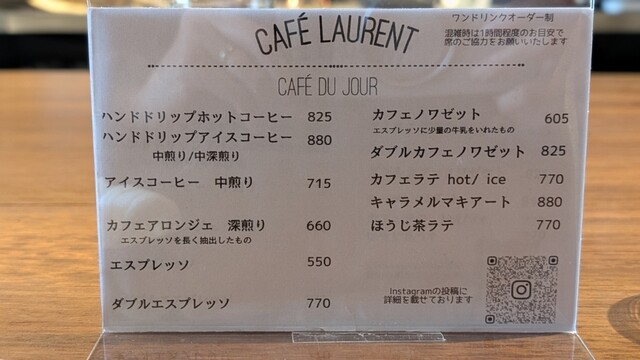 CAFÉ LAURENT
ワンドリンクオーダー制
混雑時は1時間程度のお目安で
席のご協力をお願いいたします
CAFÉ DU JOUR
ハンドドリップホットコーヒー 825
ハンドドリップアイスコーヒー 880
中煎り/中深煎り
アイスコーヒー 中煎り 715
カフェアロンジェ 深煎り 660
エスプレッソを長く抽出したもの
エスプレッソ 550
ダブルエスプレッソ 770
カフェノワゼット 605
エスプレッソに少量の牛乳をいれたもの
ダブルカフェノワゼット 825
カフェラテ hot/ ice 770
キャラメルマキアート 880
ほうじ茶ラテ 770
Instagramの投稿に
詳細を載せております